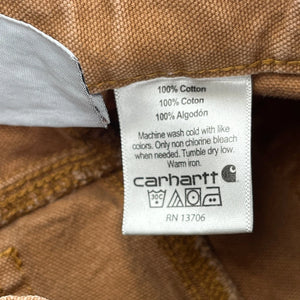 100% Cotton
100% Coton
100% Algodón
Machine wash cold with like
colors. Only non chlorine bleach
when needed. Tumble dry low.
Warm iron.
carhartt
30C
RN 13706